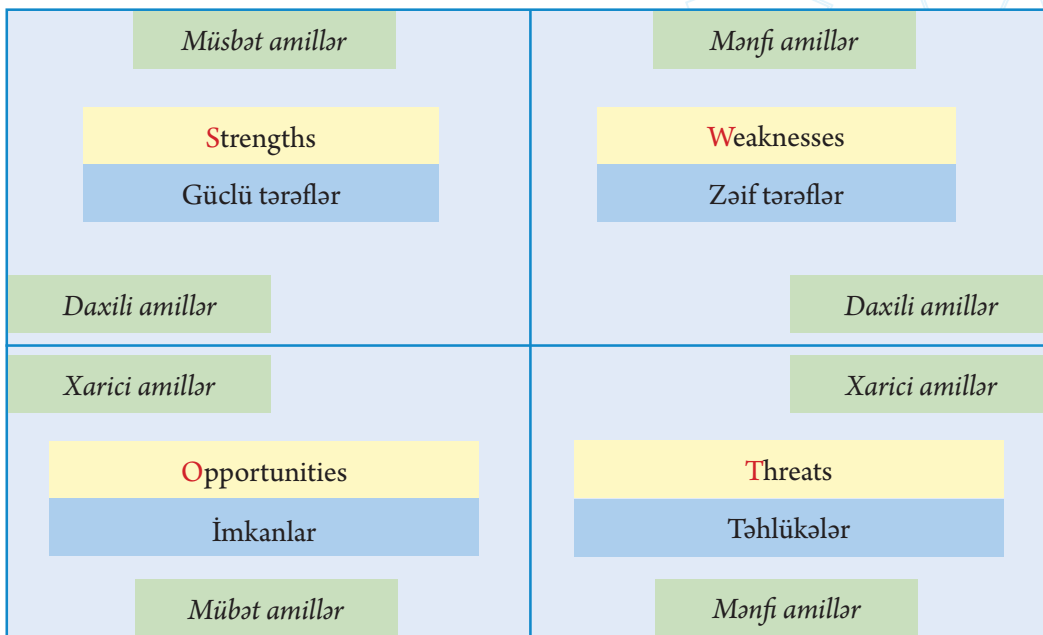 Müsbət amillər
Mənfi amillər
Strengths
Weaknesses
Güclü tərəflər
Zəif tərəflər
Daxili amillər
Daxili amillər
Xarici amillər
Xarici amillər
Opportunities
Threats
İmkanlar
Təhlükələr
Mübət amillər
Mənfi amillər